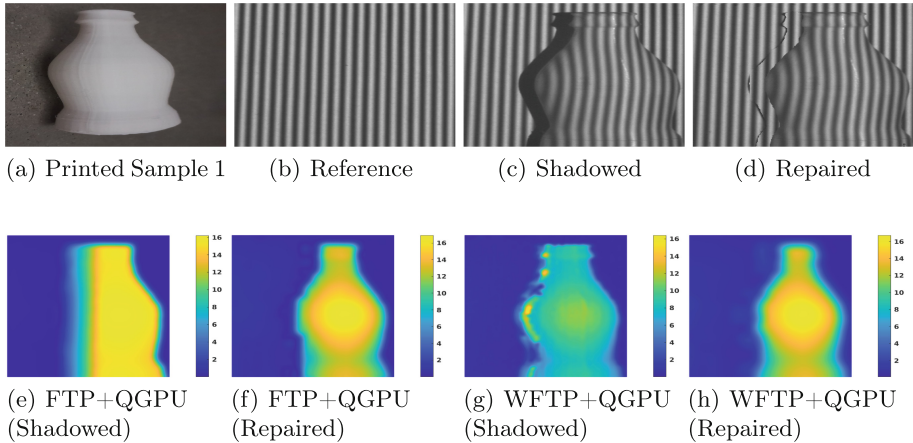 (a) Printed Sample 1
(b) Reference
(c) Shadowed
(d) Repaired
16
14
12
10
8
6
4
2
16
14
12
10
8
6
4
2
16
14
12
10
8
6
4
2
16
14
12
10
8
6
4
2
(e) FTP+QGPU
(Shadowed)
(f) FTP+QGPU
(Repaired)
(g) WFTP+QGPU
(Shadowed)
(h) WFTP+QGPU
(Repaired)